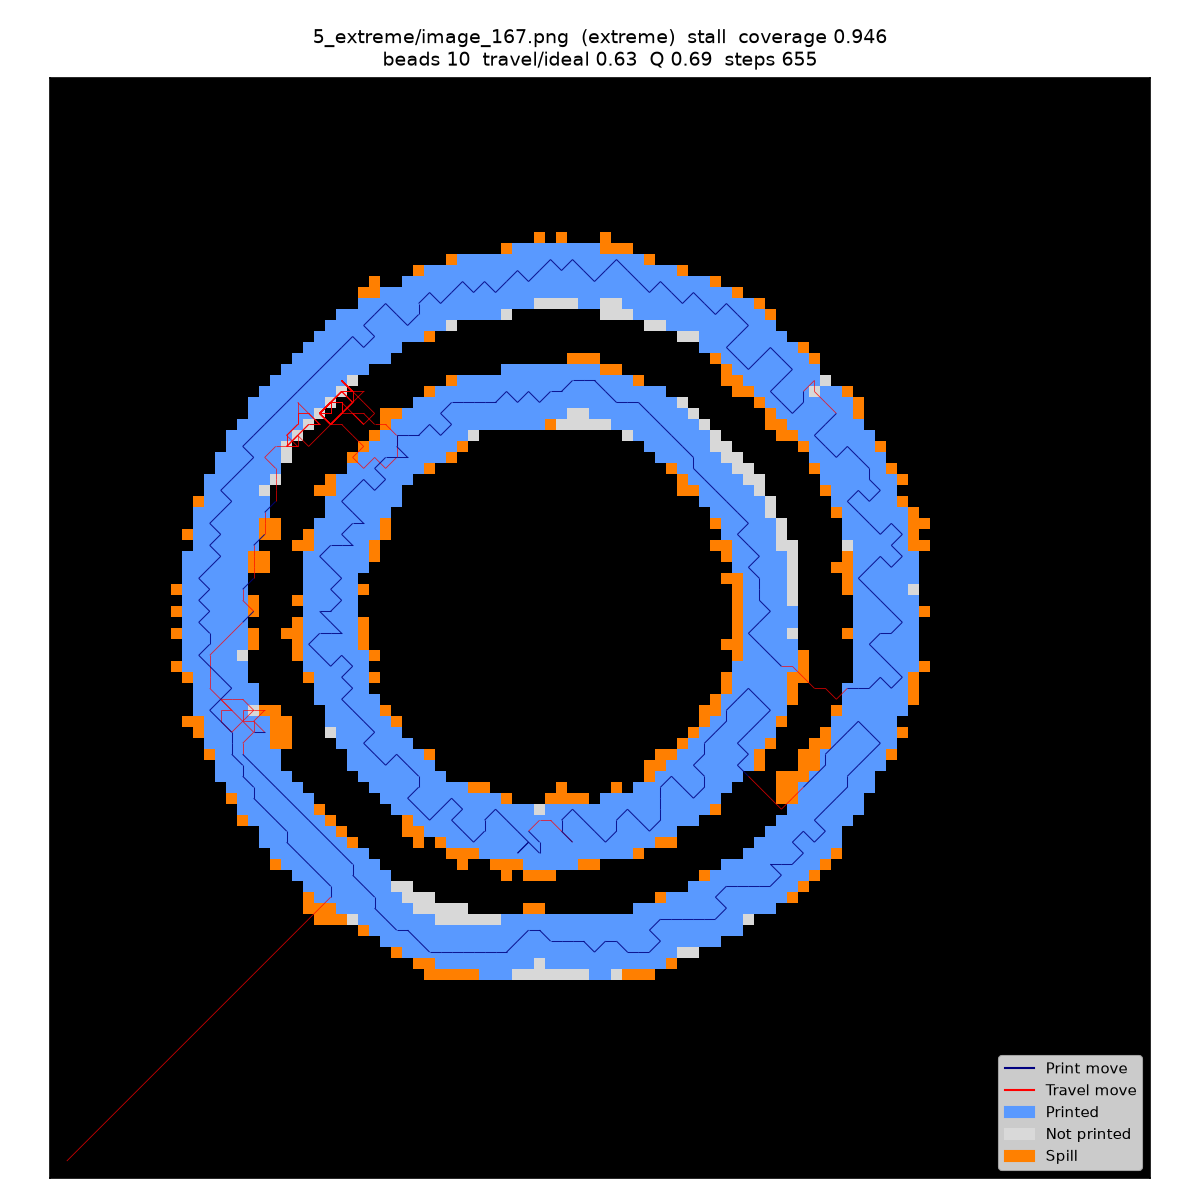 5_extreme/image_167.png  (extreme)  stall  coverage 0.946
beads 10  travel/ideal 0.63  Q 0.69  steps 655
Print move
Travel move
Printed
Not printed
Spill